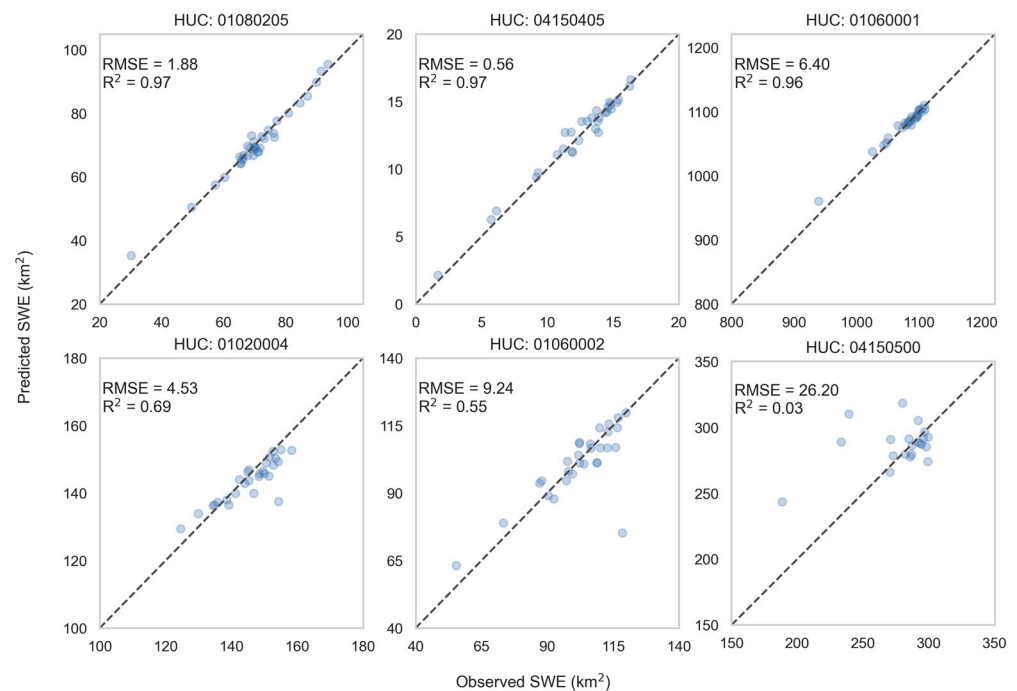 HUC: 01080205
HUC: 04150405
HUC: 01060001
RMSE = 1.88
R² = 0.97
100
80
60
40
20
20 40 60 80 100
RMSE = 0.56
R² = 0.97
20
15
10
5
0
0 5 10 15 20
RMSE = 6.40
R² = 0.96
1200
1100
1000
900
800
800 900 1000 1100 1200
Predicted SWE (km²)
HUC: 01020004
HUC: 01060002
HUC: 04150500
RMSE = 4.53
R² = 0.69
180
160
140
120
100
100 120 140 160 180
RMSE = 9.24
R² = 0.55
140
115
90
65
40
40 65 90 115 140
RMSE = 26.20
R² = 0.03
350
300
250
200
150
150 200 250 300 350
Observed SWE (km²)